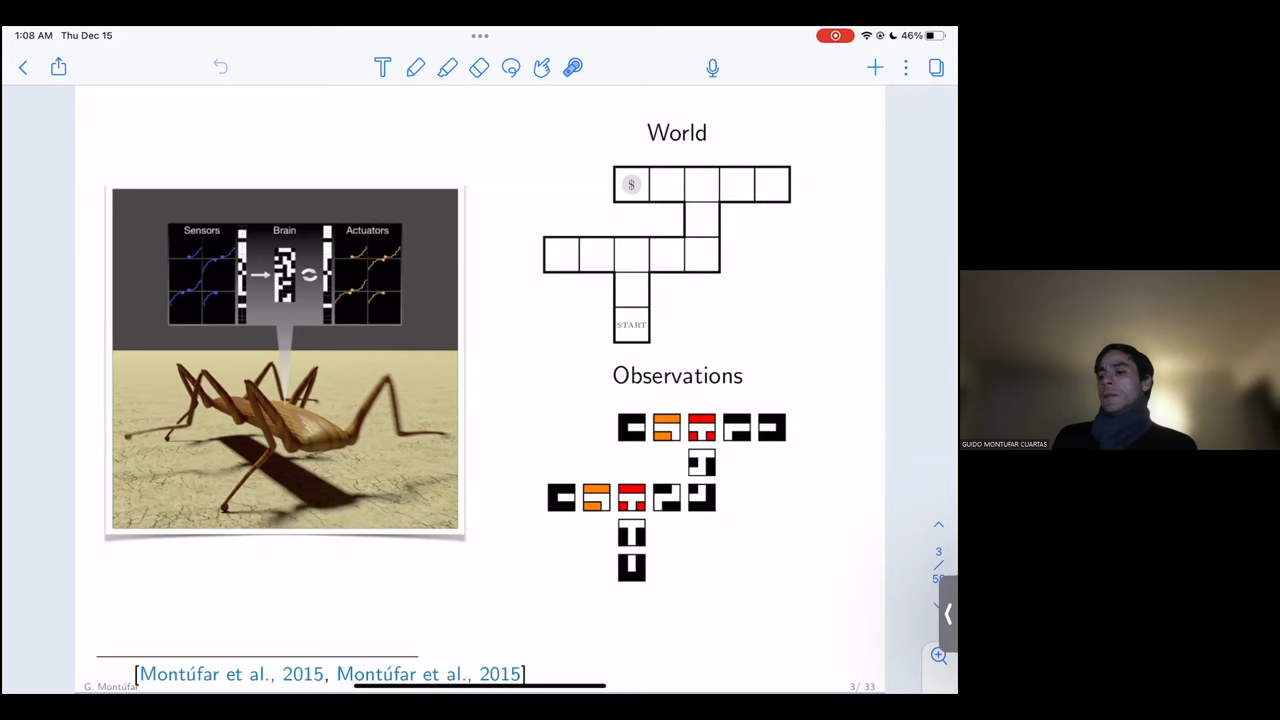 1:08 AM Thu Dec 15
46%
World
$
START
Sensors
Brain
Actuators
Observations
3
/
[Montúfar et al., 2015, Montúfar et al., 2015]
G. Montúfar
3/ 33
GUIDO MONTUFAR CUARTAS